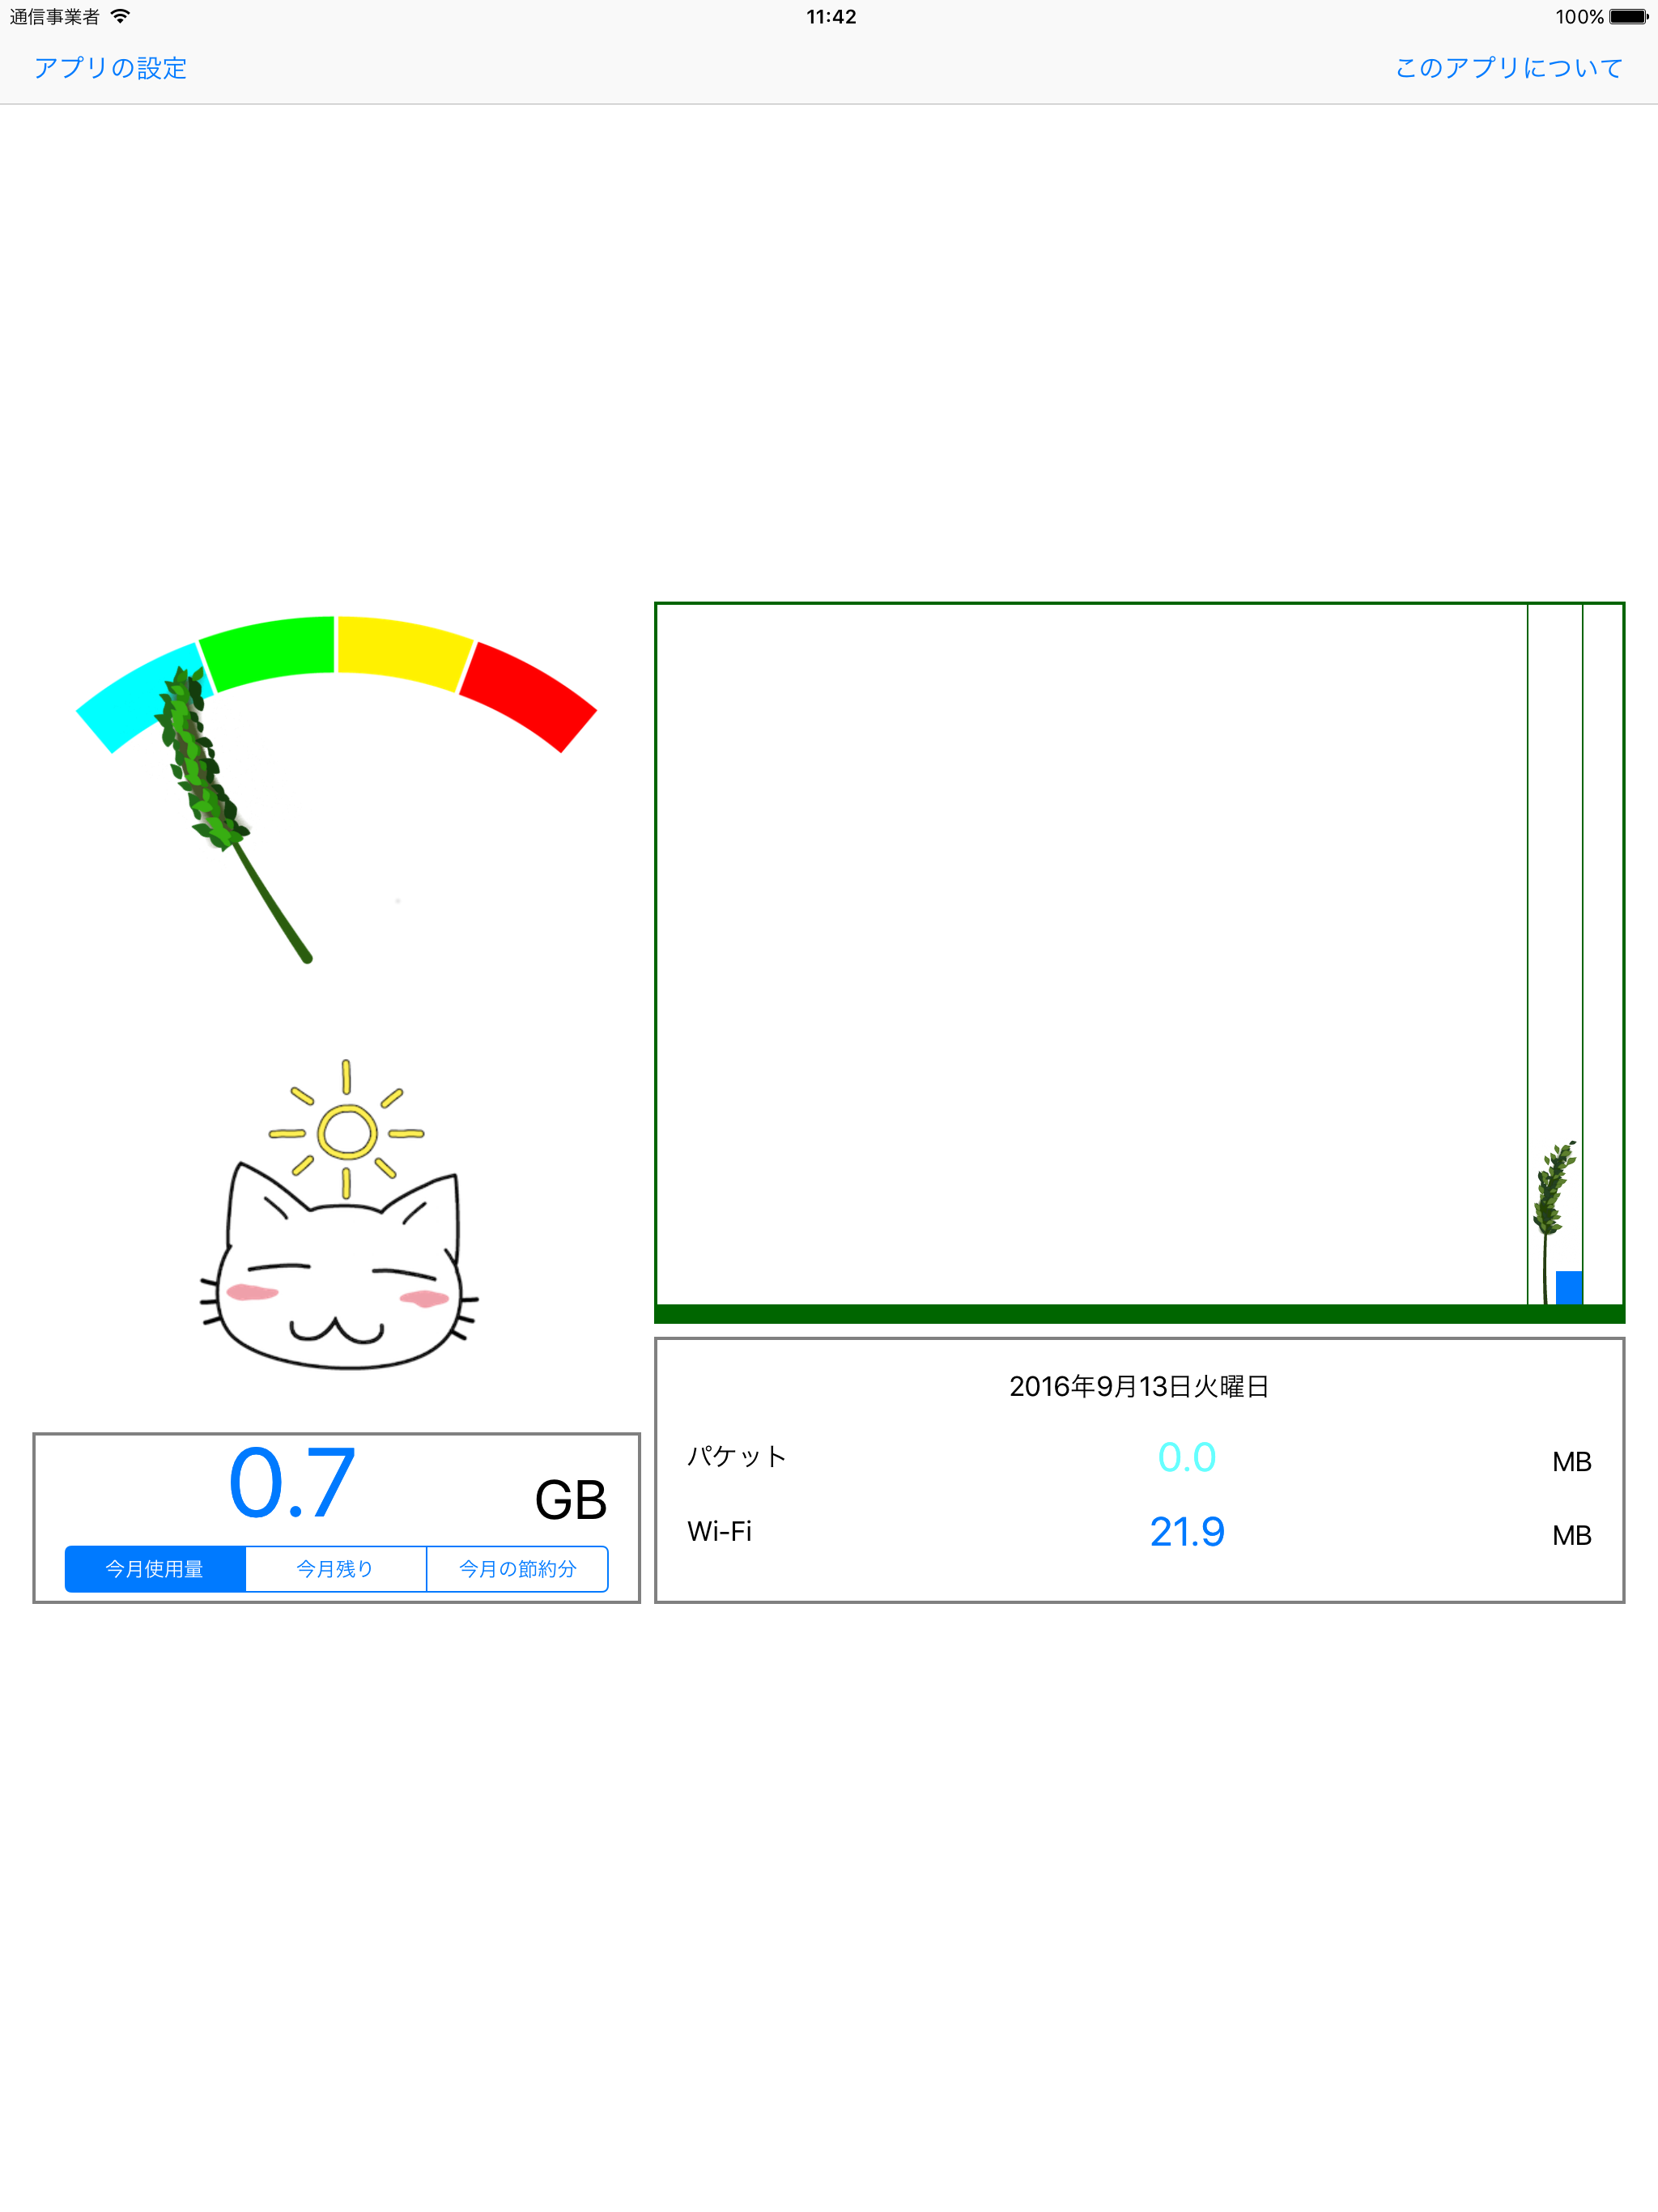 通信事業者 11:42 100%
アプリの設定 このアプリについて
0.7 GB
今月使用量 今月残り 今月の節約分
2016年9月13日火曜日
パケット 0.0 MB
Wi-Fi 21.9 MB